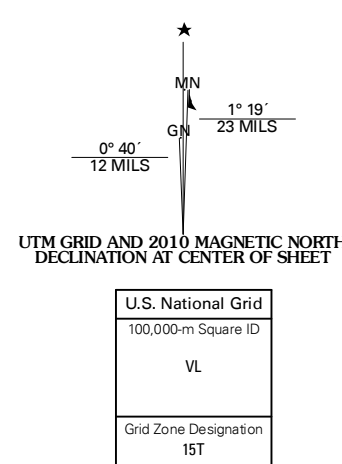 MN
1° 19´
23 MILS
GN
0° 40´
12 MILS
UTM GRID AND 2010 MAGNETIC NORTH
DECLINATION AT CENTER OF SHEET
U.S. National Grid
100,000-m Square ID
VL
Grid Zone Designation
15T